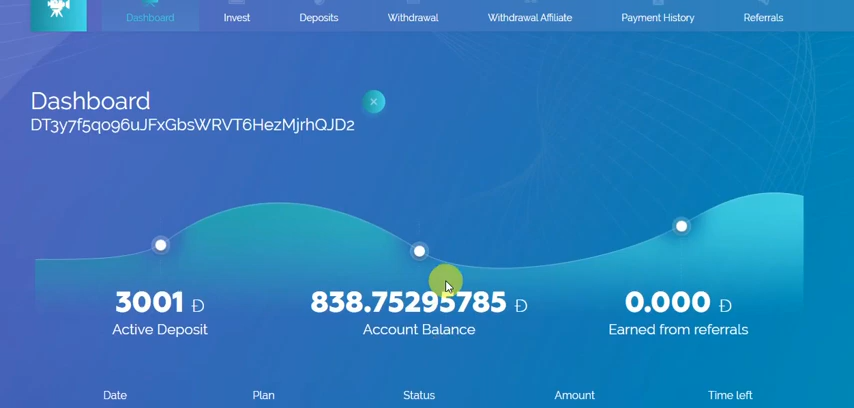 Dashboard Invest Deposits Withdrawal Withdrawal Affiliate Payment History Referrals
Dashboard
DT3y7f5qo96uJFxGbsWRVT6HezMjrhQJD2
3001 Ð 838.75295785 Ð 0.000 Ð
Active Deposit Account Balance Earned from referrals
Date Plan Status Amount Time left